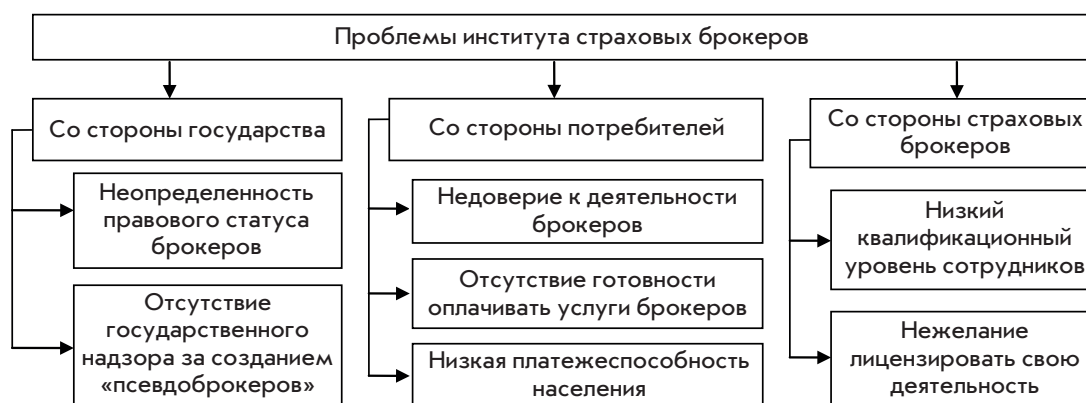 Проблемы института страховых брокеров
Со стороны государства
Неопределенность
правового статуса
брокеров
Отсутствие
государственного
надзора за созданием
«псевдоброкеров»
Со стороны потребителей
Недоверие к деятельности
брокеров
Отсутствие готовности
оплачивать услуги брокеров
Низкая платежеспособность
населения
Со стороны страховых
брокеров
Низкий
квалификационный
уровень сотрудников
Нежелание
лицензировать свою
деятельность